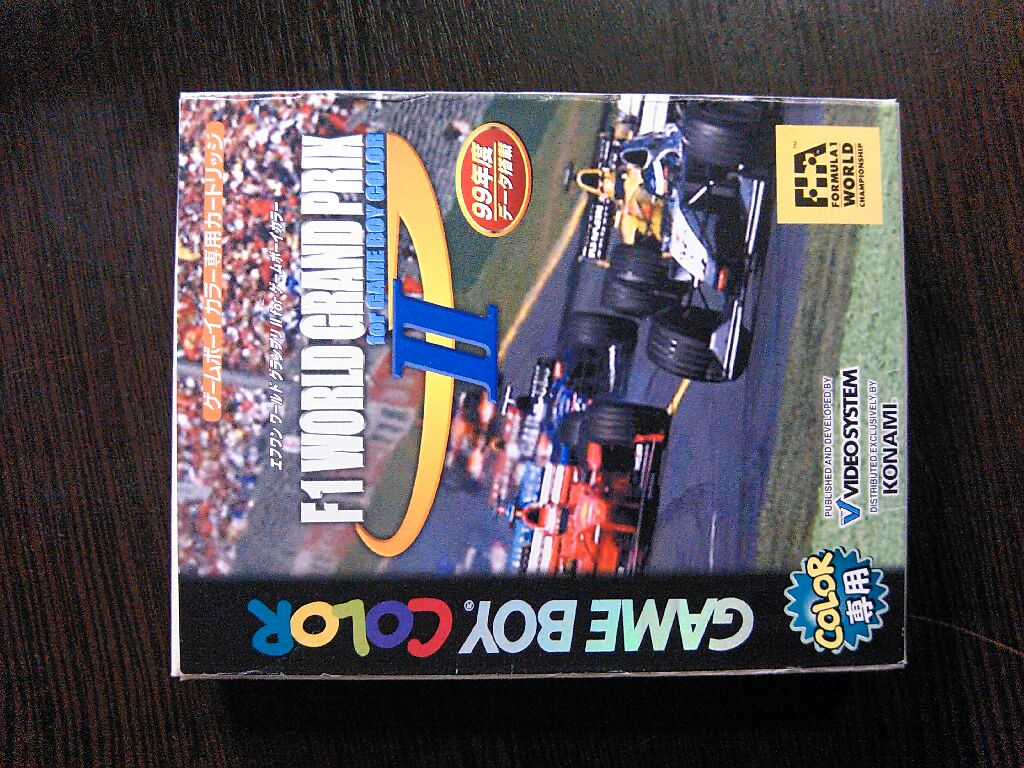 ゲームボーイカラー専用カートリッジ
エフワン ワールド グランプリ II for ゲームボーイカラー
F1 WORLD GRAND PRIX
for GAME BOY COLOR
II
99年度
データ搭載
FIA™
FORMULA 1
WORLD
CHAMPIONSHIP
PUBLISHED AND DEVELOPED BY
VIDEOSYSTEM
DISTRIBUTED EXCLUSIVELY BY
KONAMI
GAME BOY® COLOR
COLOR
専用